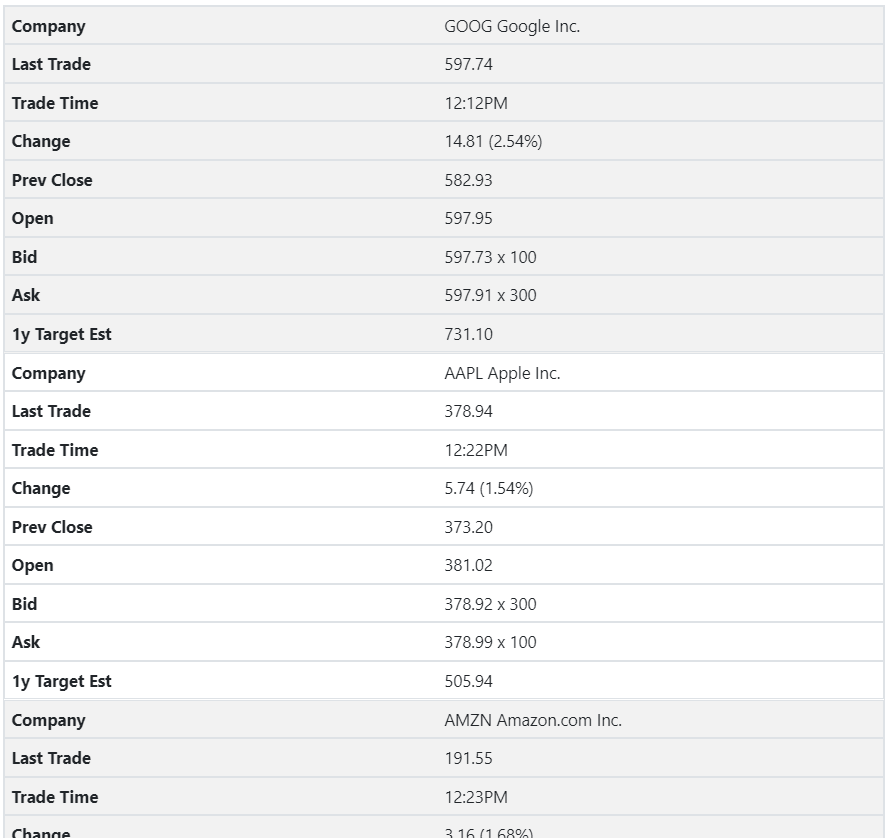 Company GOOG Google Inc.
Last Trade 597.74
Trade Time 12:12PM
Change 14.81 (2.54%)
Prev Close 582.93
Open 597.95
Bid 597.73 x 100
Ask 597.91 x 300
1y Target Est 731.10
Company AAPL Apple Inc.
Last Trade 378.94
Trade Time 12:22PM
Change 5.74 (1.54%)
Prev Close 373.20
Open 381.02
Bid 378.92 x 300
Ask 378.99 x 100
1y Target Est 505.94
Company AMZN Amazon.com Inc.
Last Trade 191.55
Trade Time 12:23PM
Change 3.16 (1.68%)